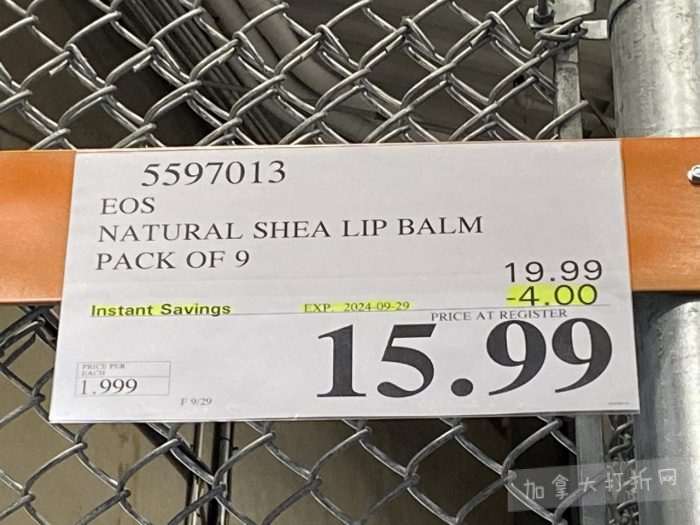 5597013
EOS
NATURAL SHEA LIP BALM
PACK OF 9
19.99
Instant Savings EXP. 2024-09-29 -4.00
PRICE AT REGISTER
15.99
PRICE PER
EACH
1.999
F 9/29
加拿大打折网